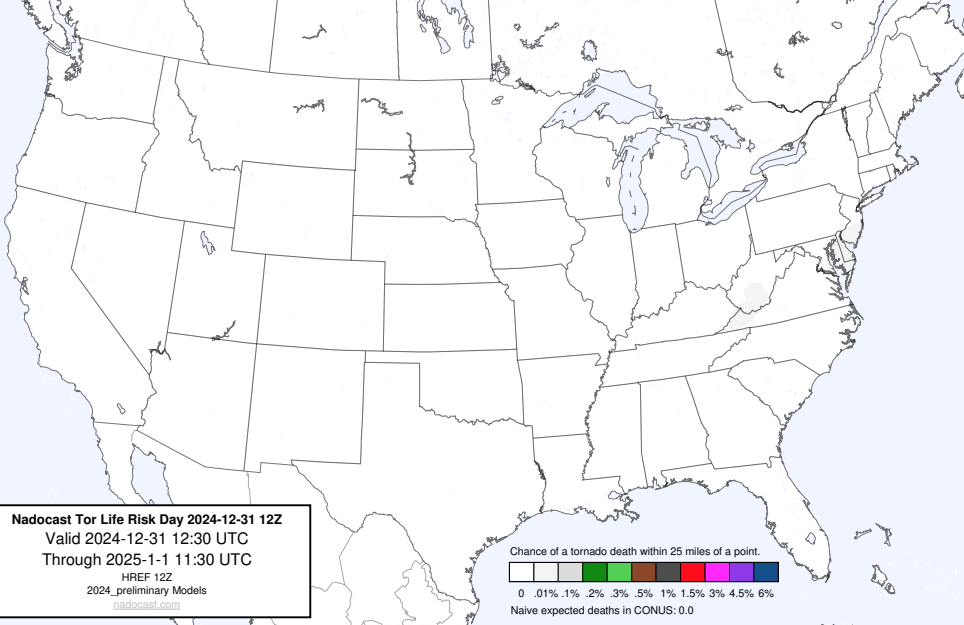 Nadocast Tor Life Risk Day 2024-12-31 12Z
Valid 2024-12-31 12:30 UTC
Through 2025-1-1 11:30 UTC
HREF 12Z
2024_preliminary Models
nadocast.com
Chance of a tornado death within 25 miles of a point.
0 .01% .1% .2% .3% .5% 1% 1.5% 3% 4.5% 6%
Naive expected deaths in CONUS: 0.0